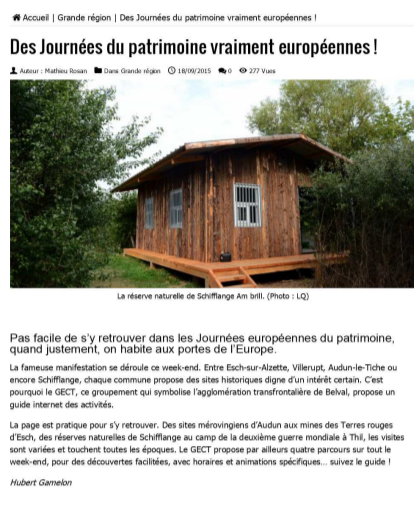 Accueil | Grande région | Des Journées du patrimoine vraiment européennes !
Des Journées du patrimoine vraiment européennes !
Auteur : Mathieu Rosan Dans Grande région 18/09/2015 0 277 Vues
La réserve naturelle de Schifflange Am brill. (Photo : LQ)
Pas facile de s'y retrouver dans les Journées européennes du patrimoine,
quand justement, on habite aux portes de l'Europe.
La fameuse manifestation se déroule ce week-end. Entre Esch-sur-Alzette, Villerupt, Audun-le-Tiche ou
encore Schifflange, chaque commune propose des sites historiques digne d'un intérêt certain. C'est
pourquoi le GECT, ce groupement qui symbolise l'agglomération transfrontalière de Belval, propose un
guide internet des activités.
La page est pratique pour s'y retrouver. Des sites mérovingiens d'Audun aux mines des Terres rouges
d'Esch, des réserves naturelles de Schifflange au camp de la deuxième guerre mondiale à Thil, les visites
sont variées et touchent toutes les époques. Le GECT propose par ailleurs quatre parcours sur tout le
week-end, pour des découvertes facilitées, avec horaires et animations spécifiques... suivez le guide !
Hubert Gamelon